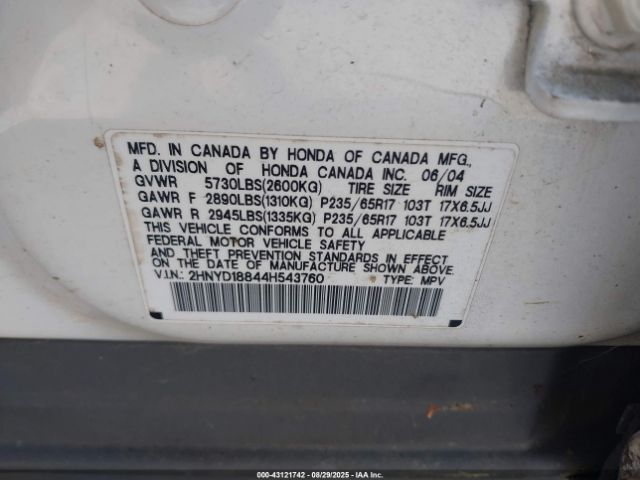 MFD. IN CANADA BY HONDA OF CANADA MFG.,
A DIVISION OF HONDA CANADA INC. 06/04
GVWR 5730LBS(2600KG) TIRE SIZE RIM SIZE
GAWR F 2890LBS(1310KG) P235/65R17 103T 17X6.5JJ
GAWR R 2945LBS(1335KG) P235/65R17 103T 17X6.5JJ
THIS VEHICLE CONFORMS TO ALL APPLICABLE
FEDERAL MOTOR VEHICLE SAFETY
AND THEFT PREVENTION STANDARDS IN EFFECT
ON THE DATE OF MANUFACTURE SHOWN ABOVE.
V.I.N.: 2HNYD18844H543760 TYPE: MPV
000-43121742 - 08/29/2025 - IAA Inc.